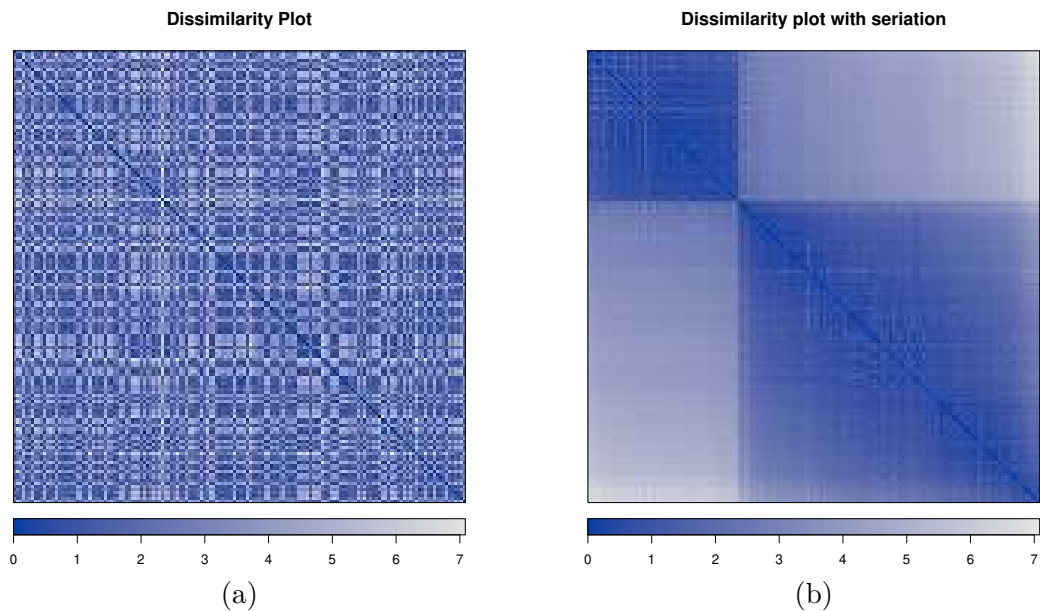 Dissimilarity Plot
0 1 2 3 4 5 6 7
(a)
Dissimilarity plot with seriation
0 1 2 3 4 5 6 7
(b)